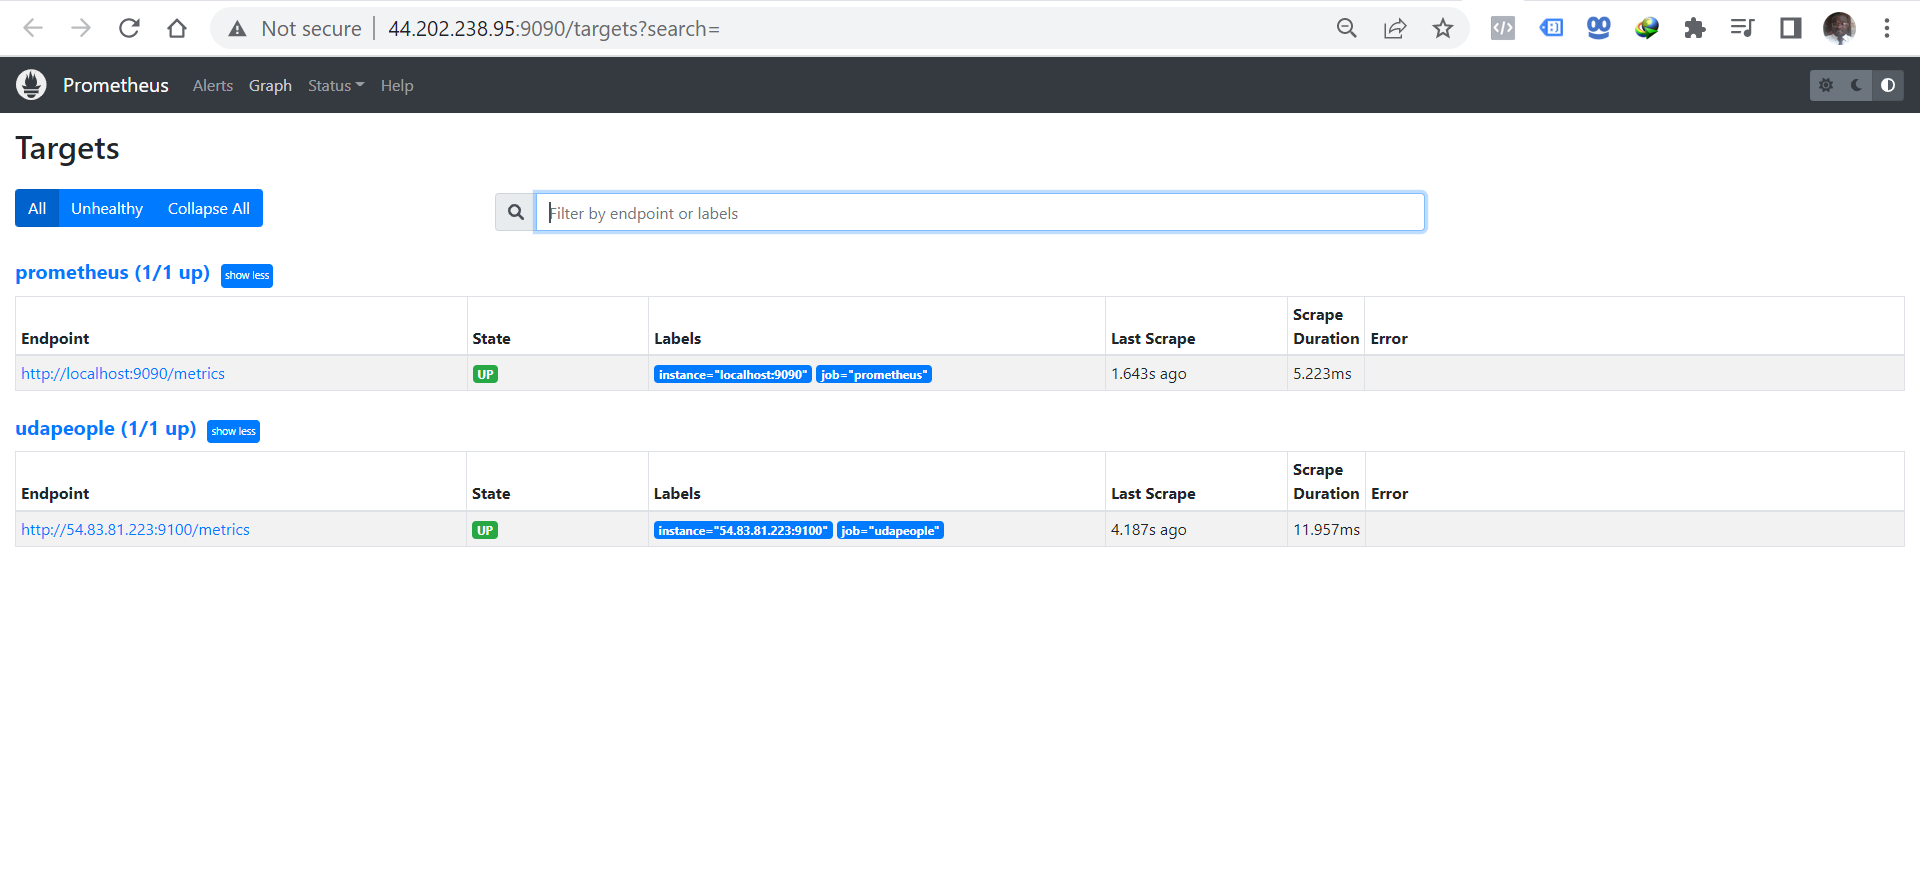 Not secure 44.202.238.95:9090/targets?search=
Prometheus Alerts Graph Status Help
Targets
All Unhealthy Collapse All
Filter by endpoint or labels
prometheus (1/1 up) show less
Endpoint State Labels Last Scrape Scrape Duration Error
http://localhost:9090/metrics UP instance="localhost:9090" job="prometheus" 1.643s ago 5.223ms
udapeople (1/1 up) show less
Endpoint State Labels Last Scrape Scrape Duration Error
http://54.83.81.223:9100/metrics UP instance="54.83.81.223:9100" job="udapeople" 4.187s ago 11.957ms